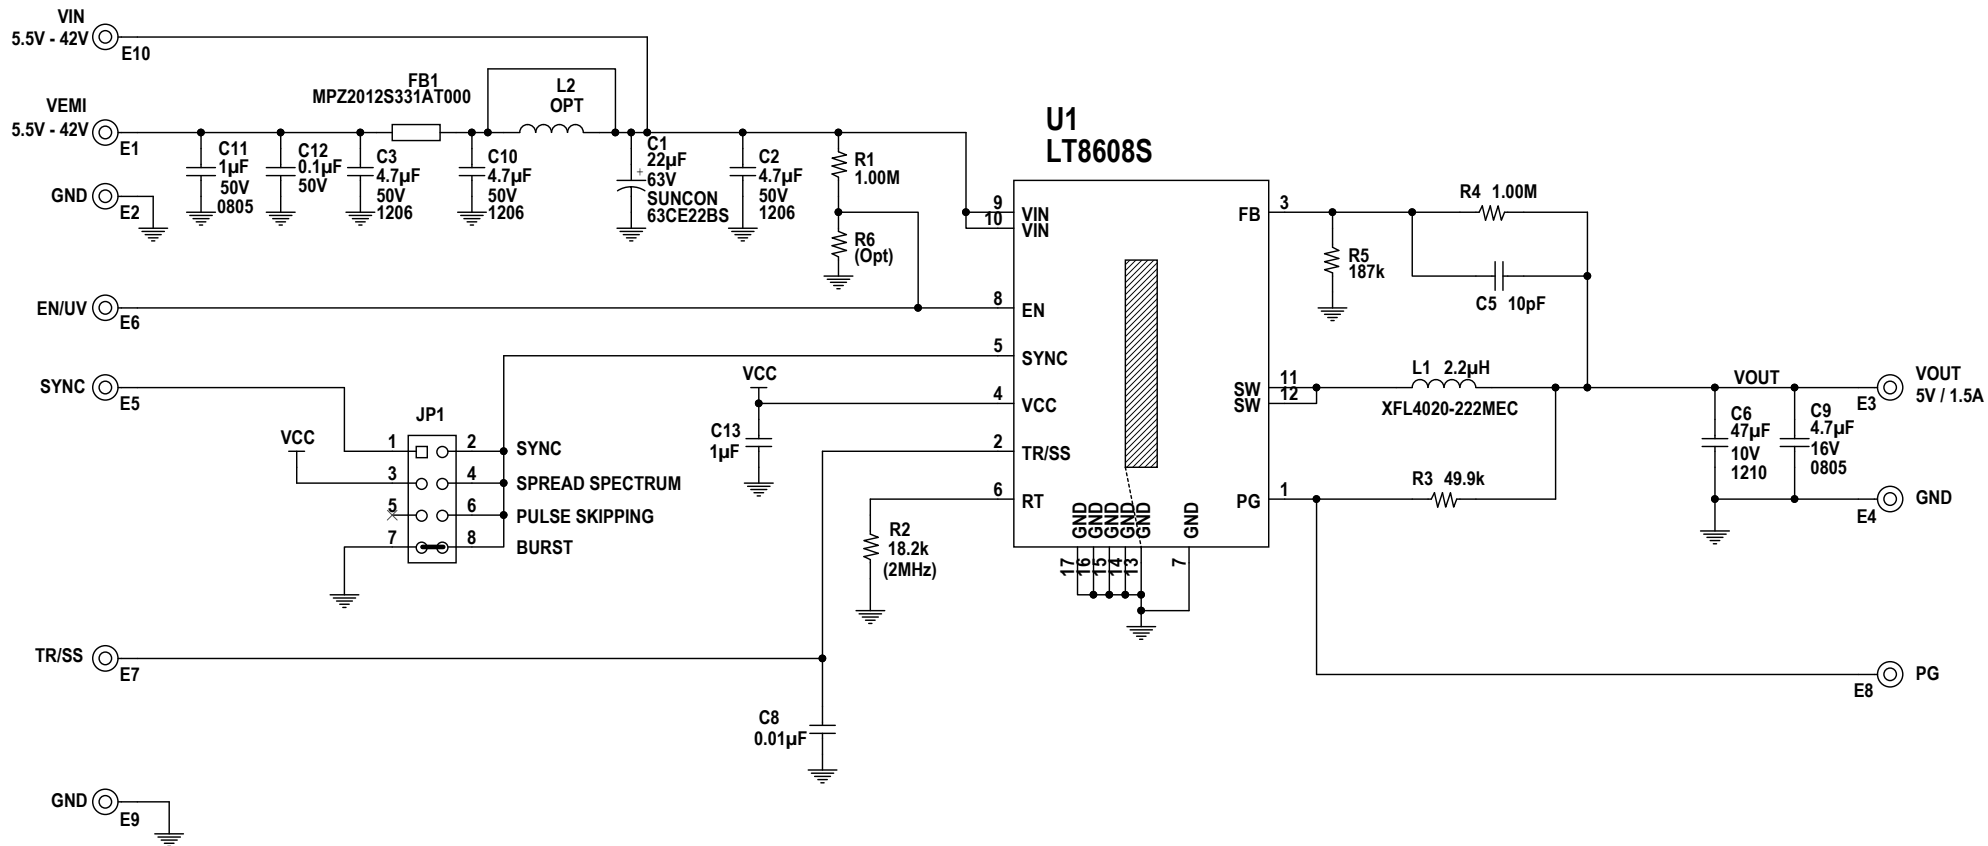 VIN
5.5V - 42V
E10
VEMI
5.5V - 42V
E1
GND
E2
FB1
MPZ2012S331AT000
L2
OPT
C11
1µF
50V
0805
C12
0.1µF
50V
C3
4.7µF
50V
1206
C10
4.7µF
50V
1206
C1
22µF
63V
SUNCON
63CE22BS
+
C2
4.7µF
50V
1206
R1
1.00M
R6
(Opt)
EN/UV
E6
SYNC
E5
JP1
VCC
1
2
SYNC
3
4
SPREAD SPECTRUM
5
6
PULSE SKIPPING
7
8
BURST
VCC
C13
1µF
R2
18.2k
(2MHz)
TR/SS
E7
C8
0.01µF
GND
E9
U1
LT8608S
9
VIN
10
VIN
8
EN
5
SYNC
4
VCC
2
TR/SS
6
RT
GND
GND
GND
GND
GND
GND
17
16
15
14
13
7
FB
3
SW
11
SW
12
PG
1
R4 1.00M
R5
187k
C5 10pF
L1 2.2µH
XFL4020-222MEC
R3 49.9k
VOUT
C6
47µF
10V
1210
C9
4.7µF
16V
0805
VOUT
5V / 1.5A
E3
GND
E4
PG
E8